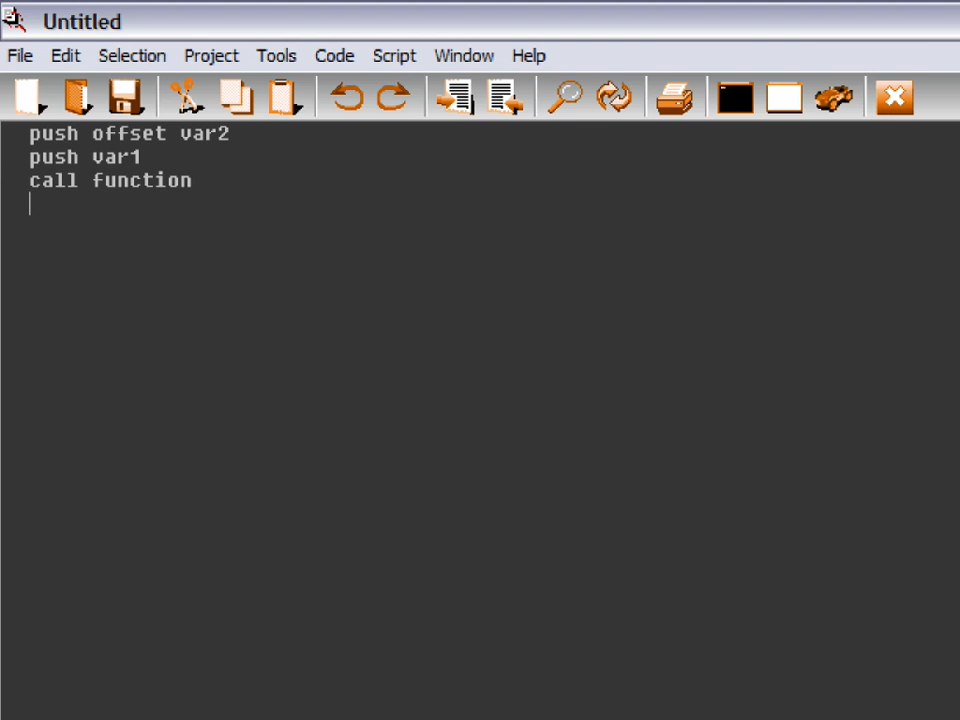 Untitled
File Edit Selection Project Tools Code Script Window Help
push offset var2
push var1
call function